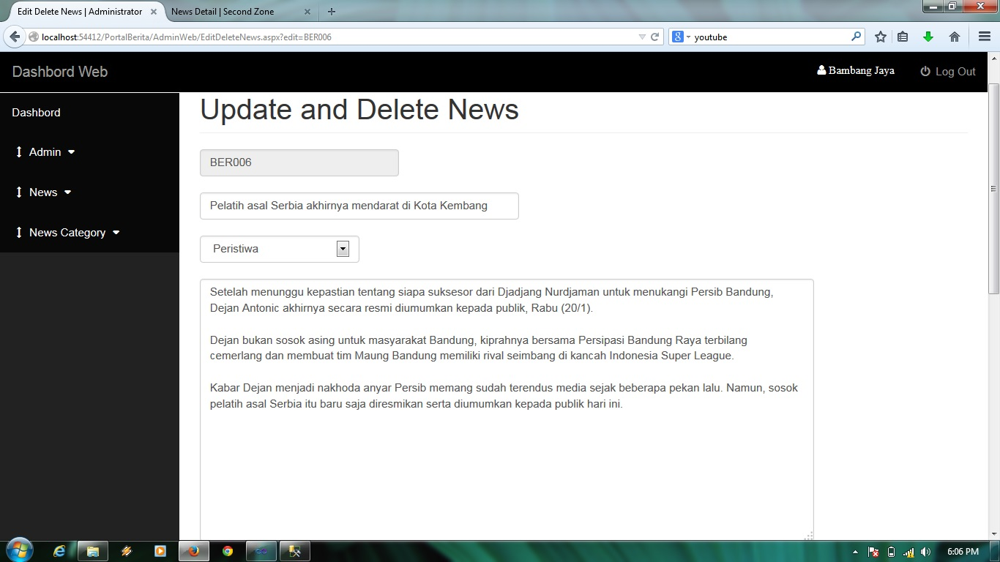 Edit Delete News | Administrator
News Detail | Second Zone
localhost:54412/PortalBerita/AdminWeb/EditDeleteNews.aspx?edit=BER006
youtube
Dashbord Web
Bambang Jaya
Log Out
Dashbord
Admin
News
News Category
Update and Delete News
BER006
Pelatih asal Serbia akhirnya mendarat di Kota Kembang
Peristiwa
Setelah menunggu kepastian tentang siapa suksesor dari Djadjang Nurdjaman untuk menukangi Persib Bandung,
Dejan Antonic akhirnya secara resmi diumumkan kepada publik, Rabu (20/1).
Dejan bukan sosok asing untuk masyarakat Bandung, kiprahnya bersama Persipasi Bandung Raya terbilang
cemerlang dan membuat tim Maung Bandung memiliki rival seimbang di kancah Indonesia Super League.
Kabar Dejan menjadi nakhoda anyar Persib memang sudah terendus media sejak beberapa pekan lalu. Namun, sosok
pelatih asal Serbia itu baru saja diresmikan serta diumumkan kepada publik hari ini.
6:06 PM